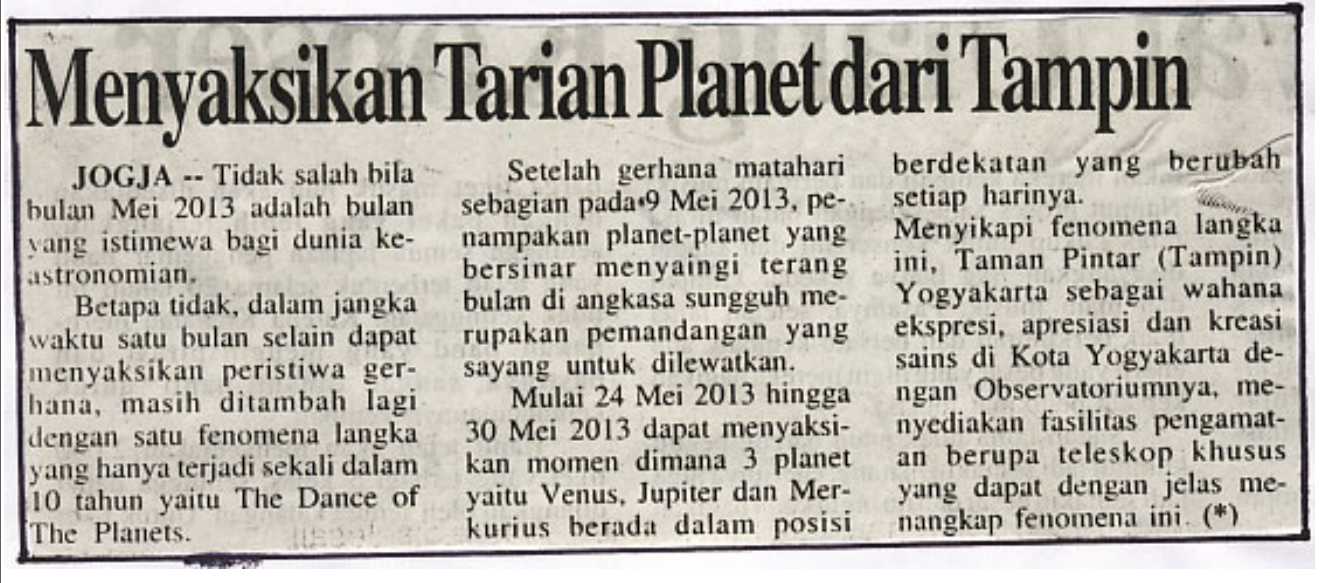 Menyaksikan Tarian Planet dari Tampin
JOGJA -- Tidak salah bila
bulan Mei 2013 adalah bulan
yang istimewa bagi dunia ke-
astronomian.
Betapa tidak, dalam jangka
waktu satu bulan selain dapat
menyaksikan peristiwa ger-
hana, masih ditambah lagi
dengan satu fenomena langka
yang hanya terjadi sekali dalam
10 tahun yaitu The Dance of
The Planets.
Setelah gerhana matahari
sebagian pada 9 Mei 2013, pe-
nampakan planet-planet yang
bersinar menyaingi terang
bulan di angkasa sungguh me-
rupakan pemandangan yang
sayang untuk dilewatkan.
Mulai 24 Mei 2013 hingga
30 Mei 2013 dapat menyaksi-
kan momen dimana 3 planet
yaitu Venus, Jupiter dan Mer-
kurius berada dalam posisi
berdekatan yang berubah
setiap harinya.
Menyikapi fenomena langka
ini, Taman Pintar (Tampin)
Yogyakarta sebagai wahana
ekspresi, apresiasi dan kreasi
sains di Kota Yogyakarta de-
ngan Observatoriumnya, me-
nyediakan fasilitas pengamat-
an berupa teleskop khusus
yang dapat dengan jelas me-
nangkap fenomena ini. (*)